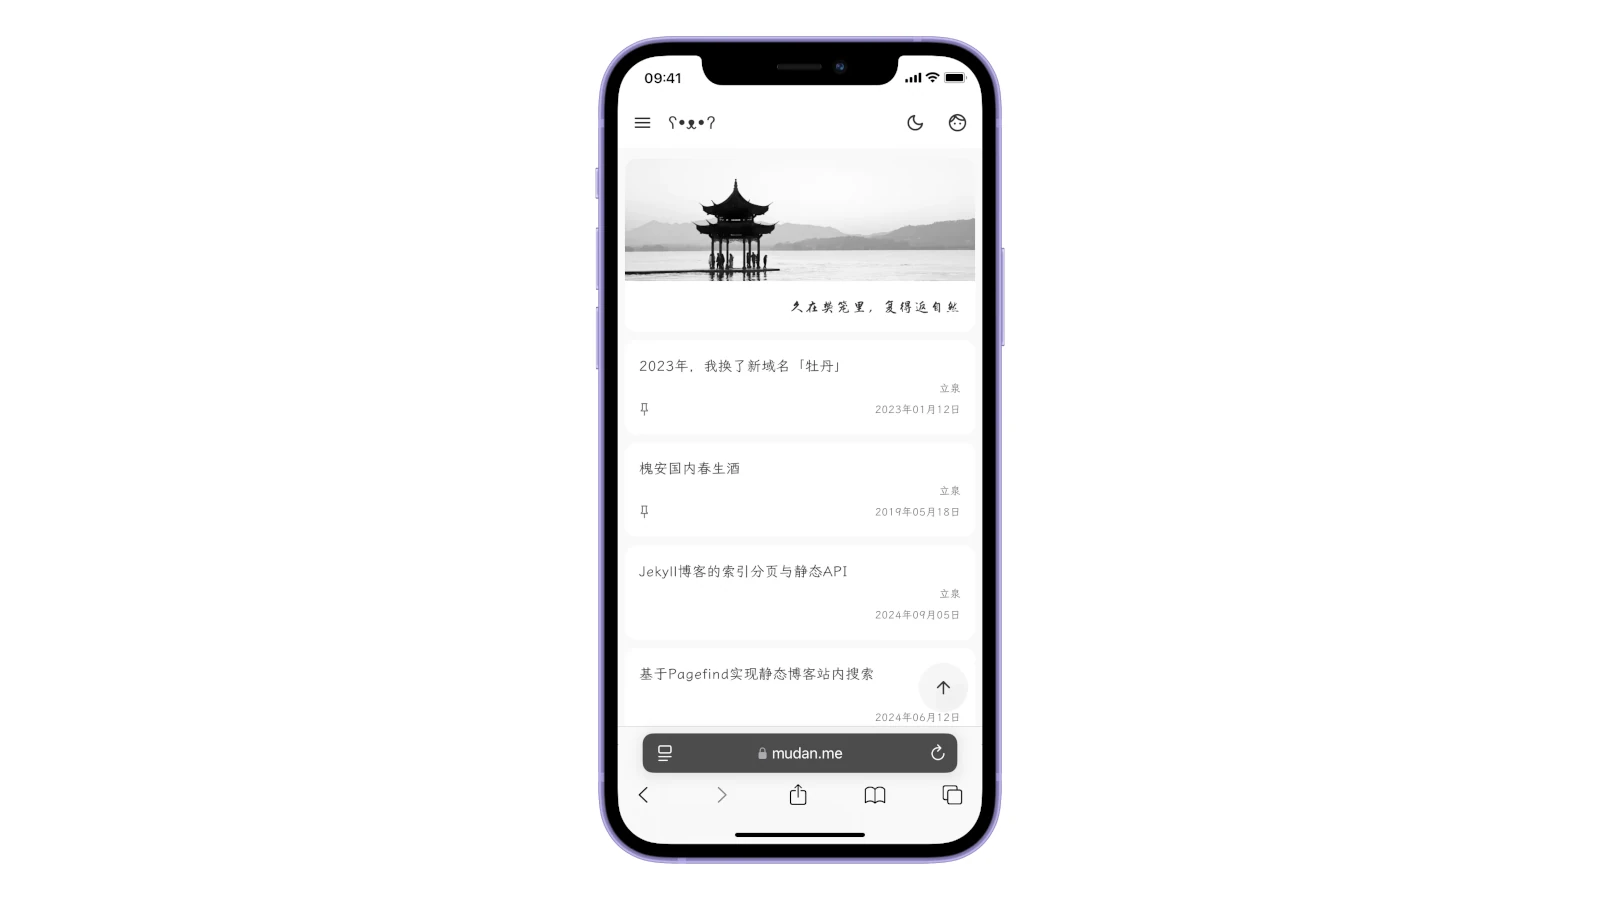 09:41
ʕ•ᴥ•ʔ
久在樊笼里，复得返自然
2023年，我换了新域名「牡丹」
立泉
2023年01月12日
槐安国内春生酒
立泉
2019年05月18日
Jekyll博客的索引分页与静态API
立泉
2024年09月05日
基于Pagefind实现静态博客站内搜索
2024年06月12日
mudan.me